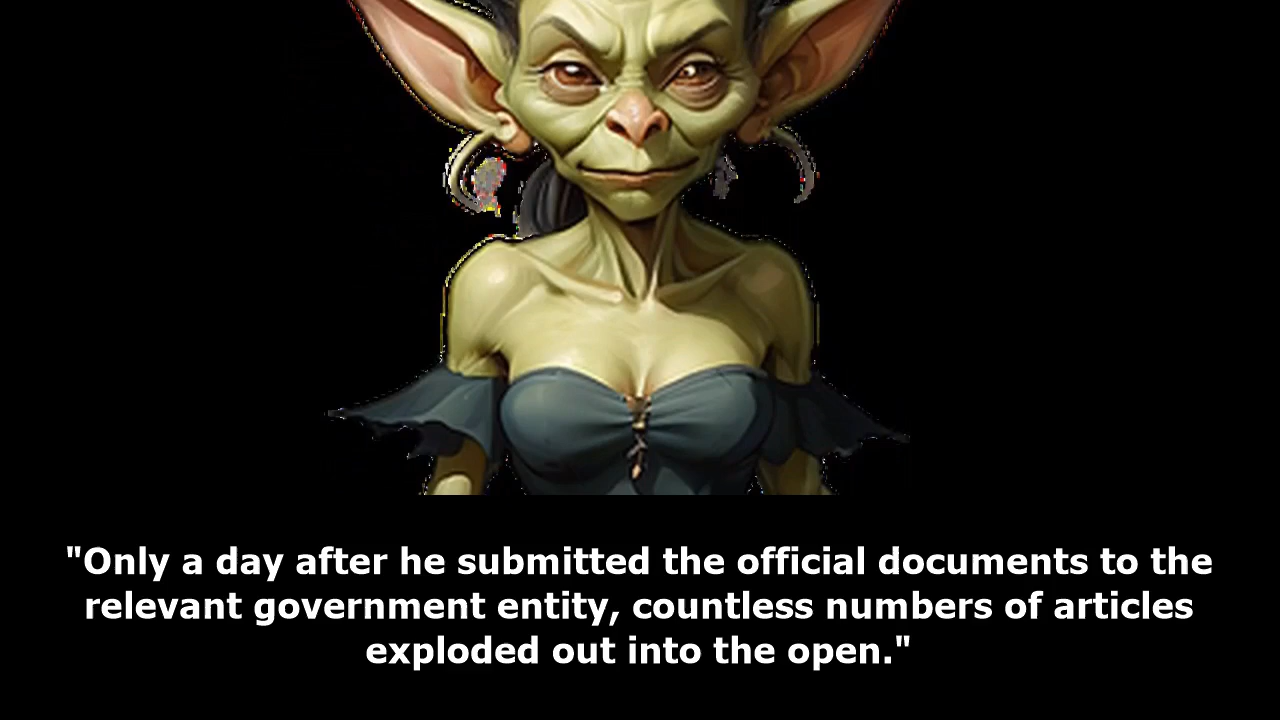 "Only a day after he submitted the official documents to the
relevant government entity, countless numbers of articles
exploded out into the open."